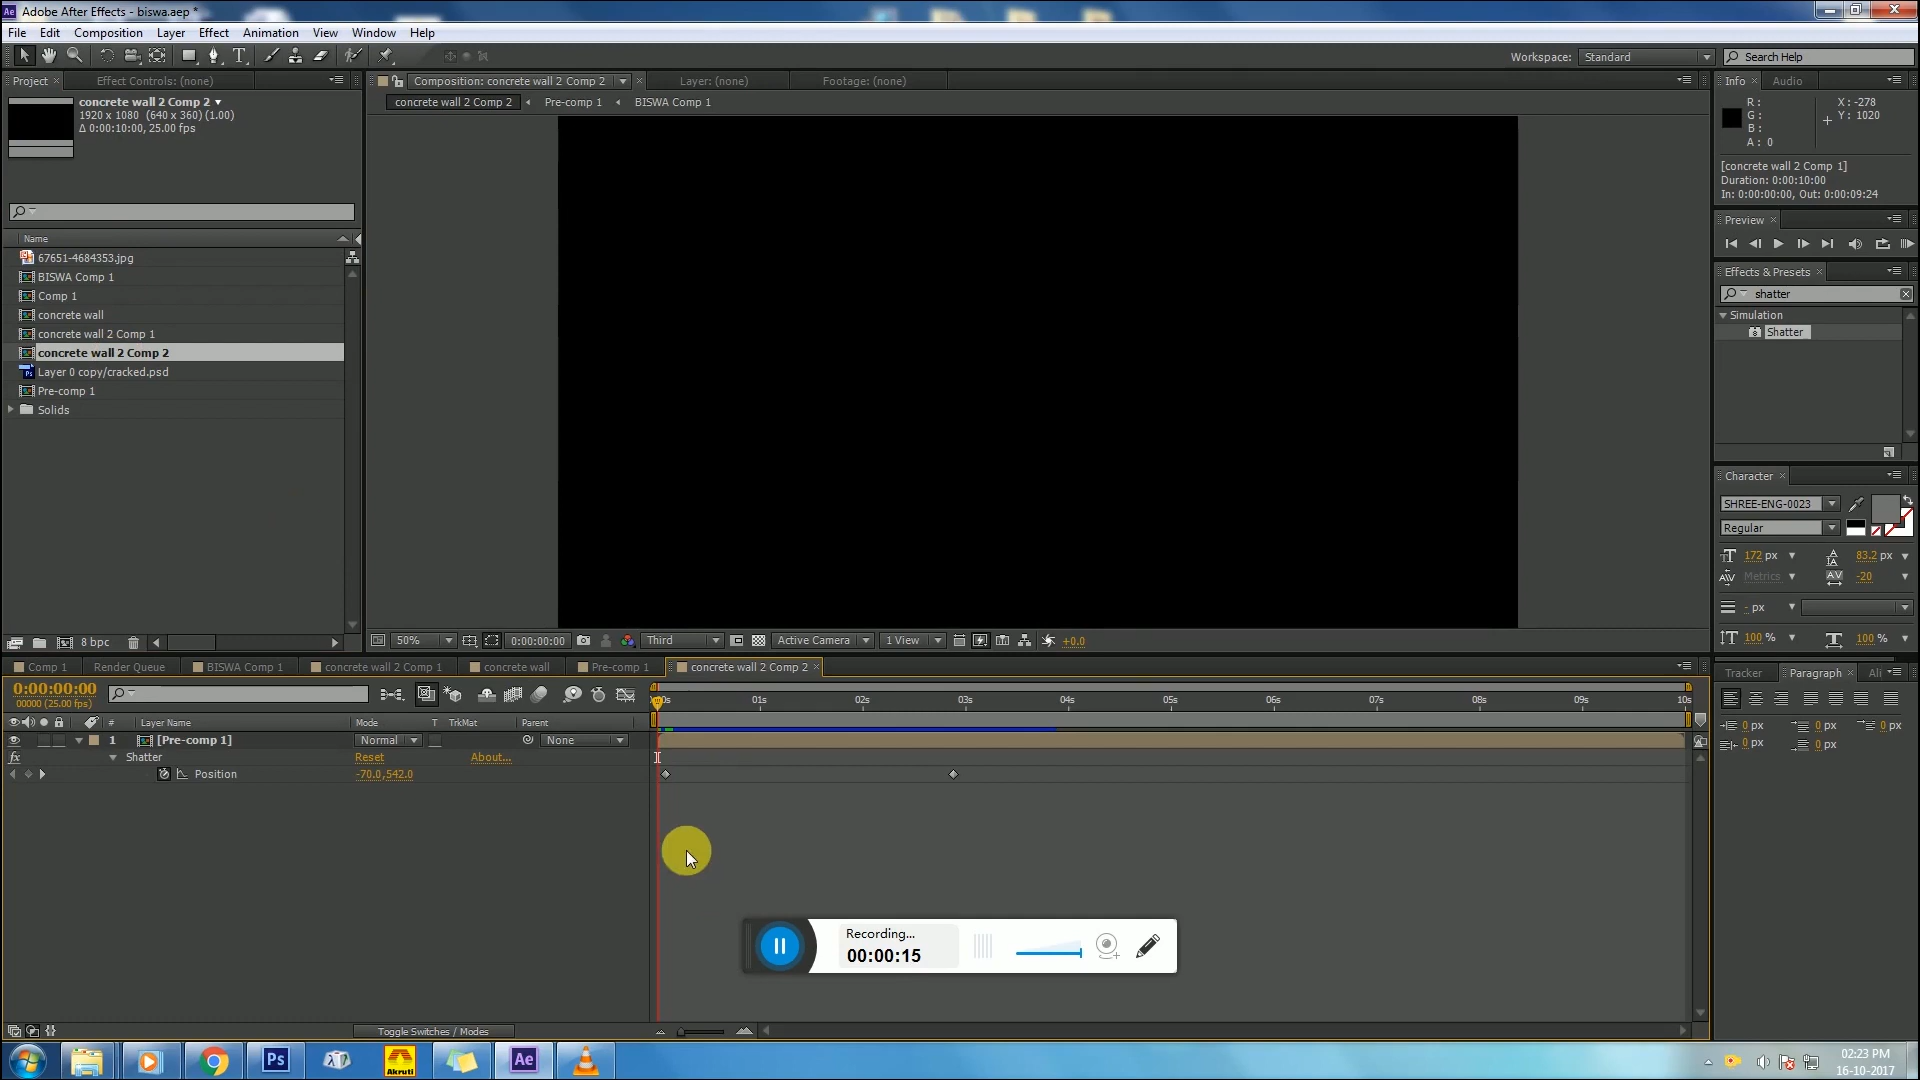 Adobe After Effects - biswa.aep *
File Edit Composition Layer Effect Animation View Window Help
Workspace: Standard Search Help
Project Effect Controls: (none)
concrete wall 2 Comp 2
1920 x 1080 (640 x 360) (1.00)
Δ 0:00:10:00, 25.00 fps
Name
67651-4684353.jpg
BISWA Comp 1
Comp 1
concrete wall
concrete wall 2 Comp 1
concrete wall 2 Comp 2
Layer 0 copy/cracked.psd
Pre-comp 1
Solids
8 bpc
Composition: concrete wall 2 Comp 2 Layer: (none) Footage: (none)
concrete wall 2 Comp 2 Pre-comp 1 BISWA Comp 1
50% 0:00:00:00 Third Active Camera 1 View +0.0
Info Audio
R :
G :
B :
A : 0
X : -278
Y : 1020
[concrete wall 2 Comp 1]
Duration: 0:00:10:00
In: 0:00:00:00, Out: 0:00:09:24
Preview
Effects & Presets
shatter
Simulation
Shatter
Character
SHREE-ENG-0023
Regular
172 px 83.2 px
Metrics -20
- px
100 % 100 %
Tracker Paragraph Ali
0 px 0 px 0 px
0 px 0 px
Comp 1 Render Queue BISWA Comp 1 concrete wall 2 Comp 1 concrete wall Pre-comp 1 concrete wall 2 Comp 2
0:00:00:00
00000 (25.00 fps)
01s 02s 03s 04s 05s 06s 07s 08s 09s 10s
# Layer Name Mode T TrkMat Parent
1 [Pre-comp 1] Normal None
fx Shatter Reset About...
Position -70.0,542.0
Toggle Switches / Modes
Recording...
00:00:15
Ps
Akruti
Ae
02:23 PM
16-10-2017